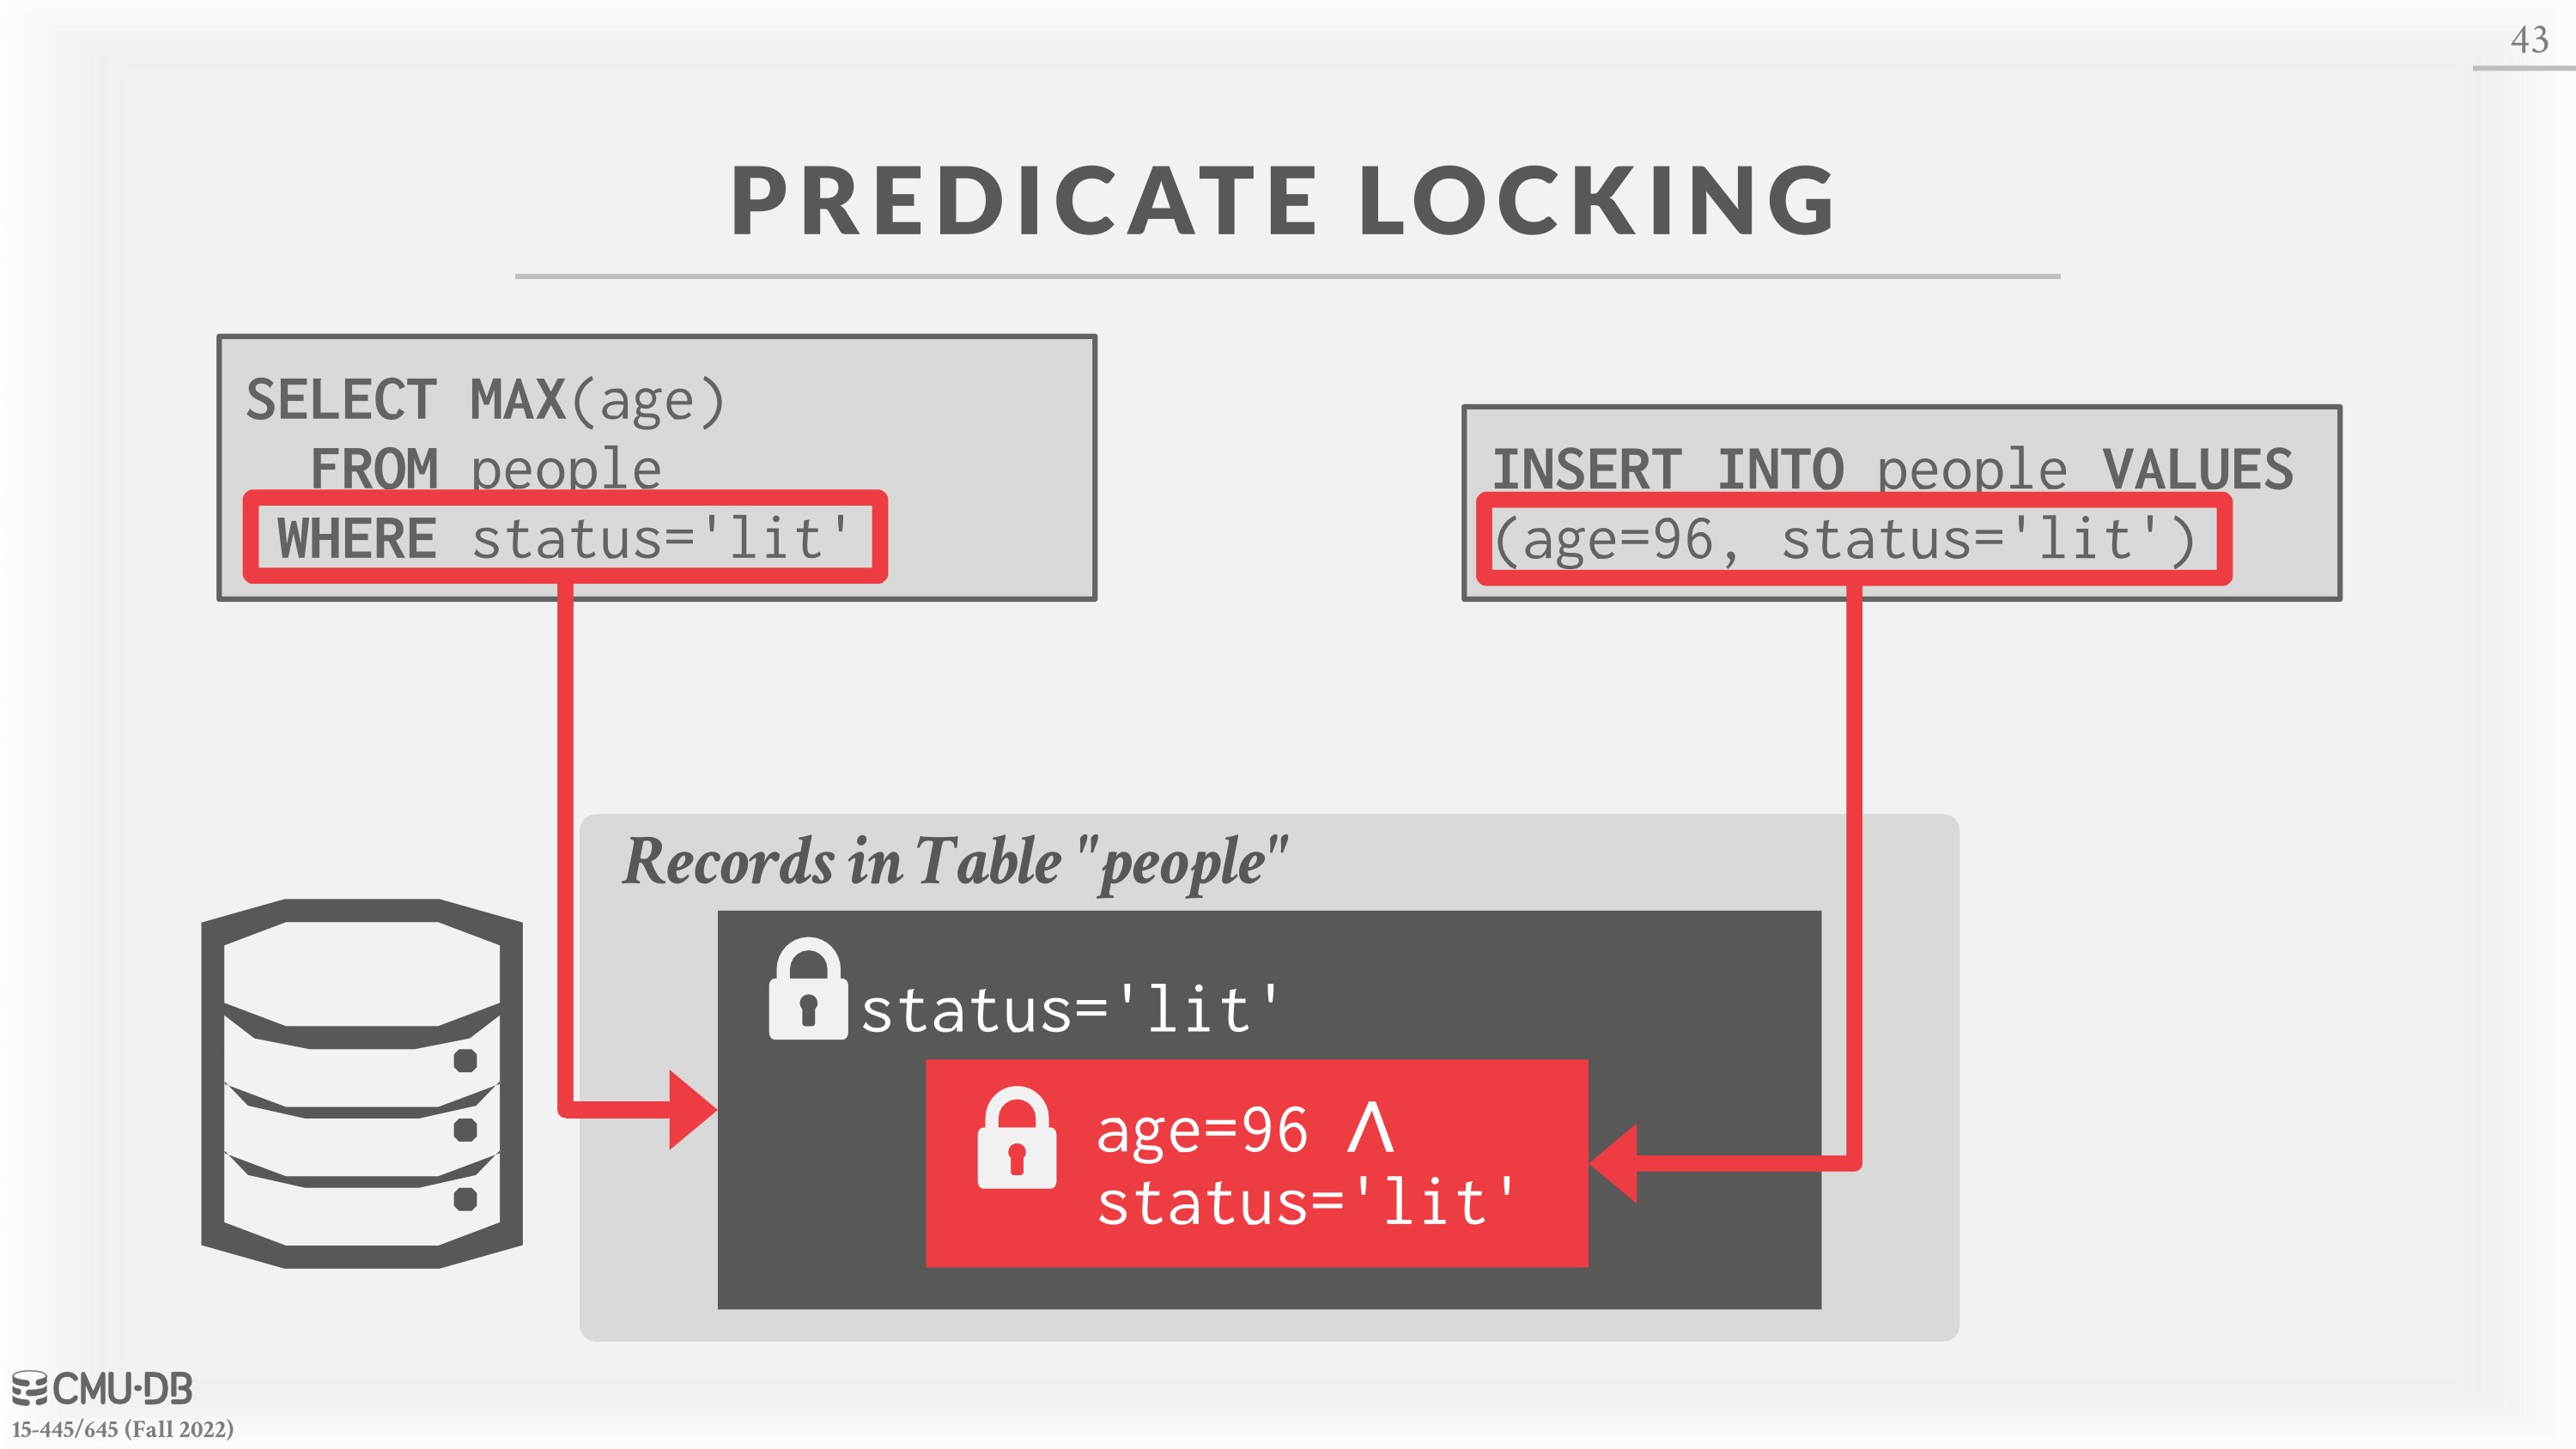 43
PREDICATE LOCKING
SELECT MAX(age)
FROM people
WHERE status='lit'
INSERT INTO people VALUES
(age=96, status='lit')
Records in Table "people"
status='lit'
age=96 ∧
status='lit'
CMU·DB
15-445/645 (Fall 2022)